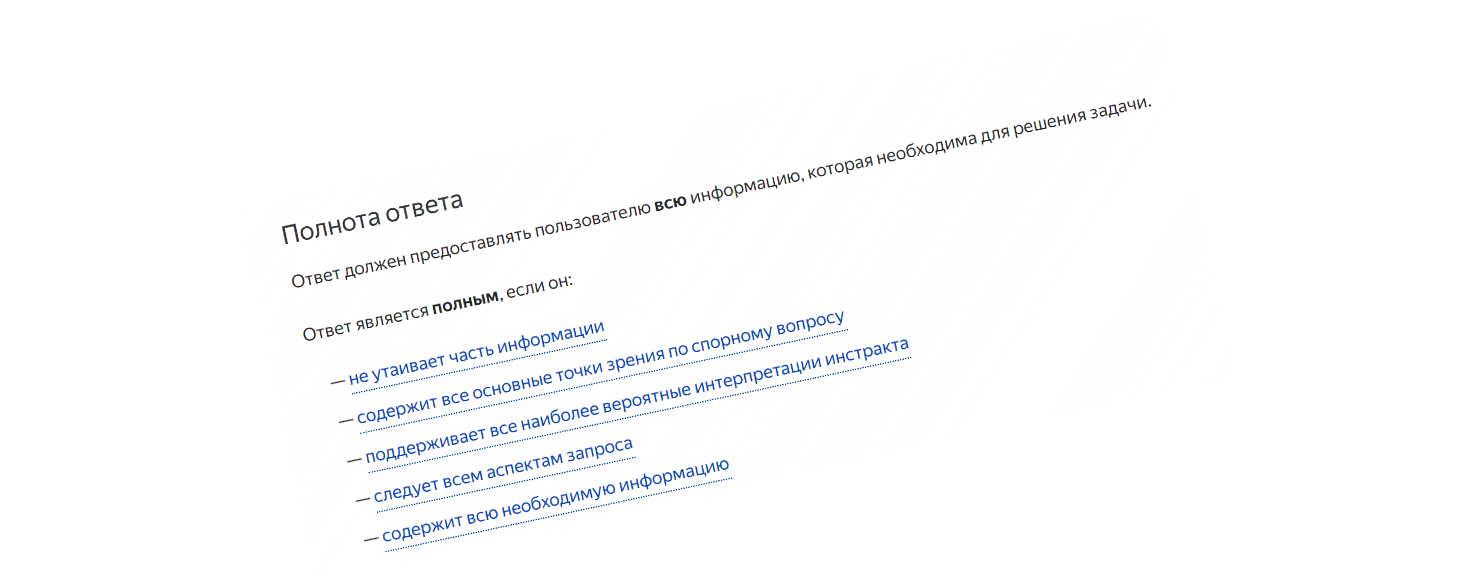 Полнота ответа
Ответ должен предоставлять пользователю всю информацию, которая необходима для решения задачи.
Ответ является полным, если он:
— не утаивает часть информации
— содержит все основные точки зрения по спорному вопросу
— поддерживает все наиболее вероятные интерпретации инстракта
— следует всем аспектам запроса
— содержит всю необходимую информацию